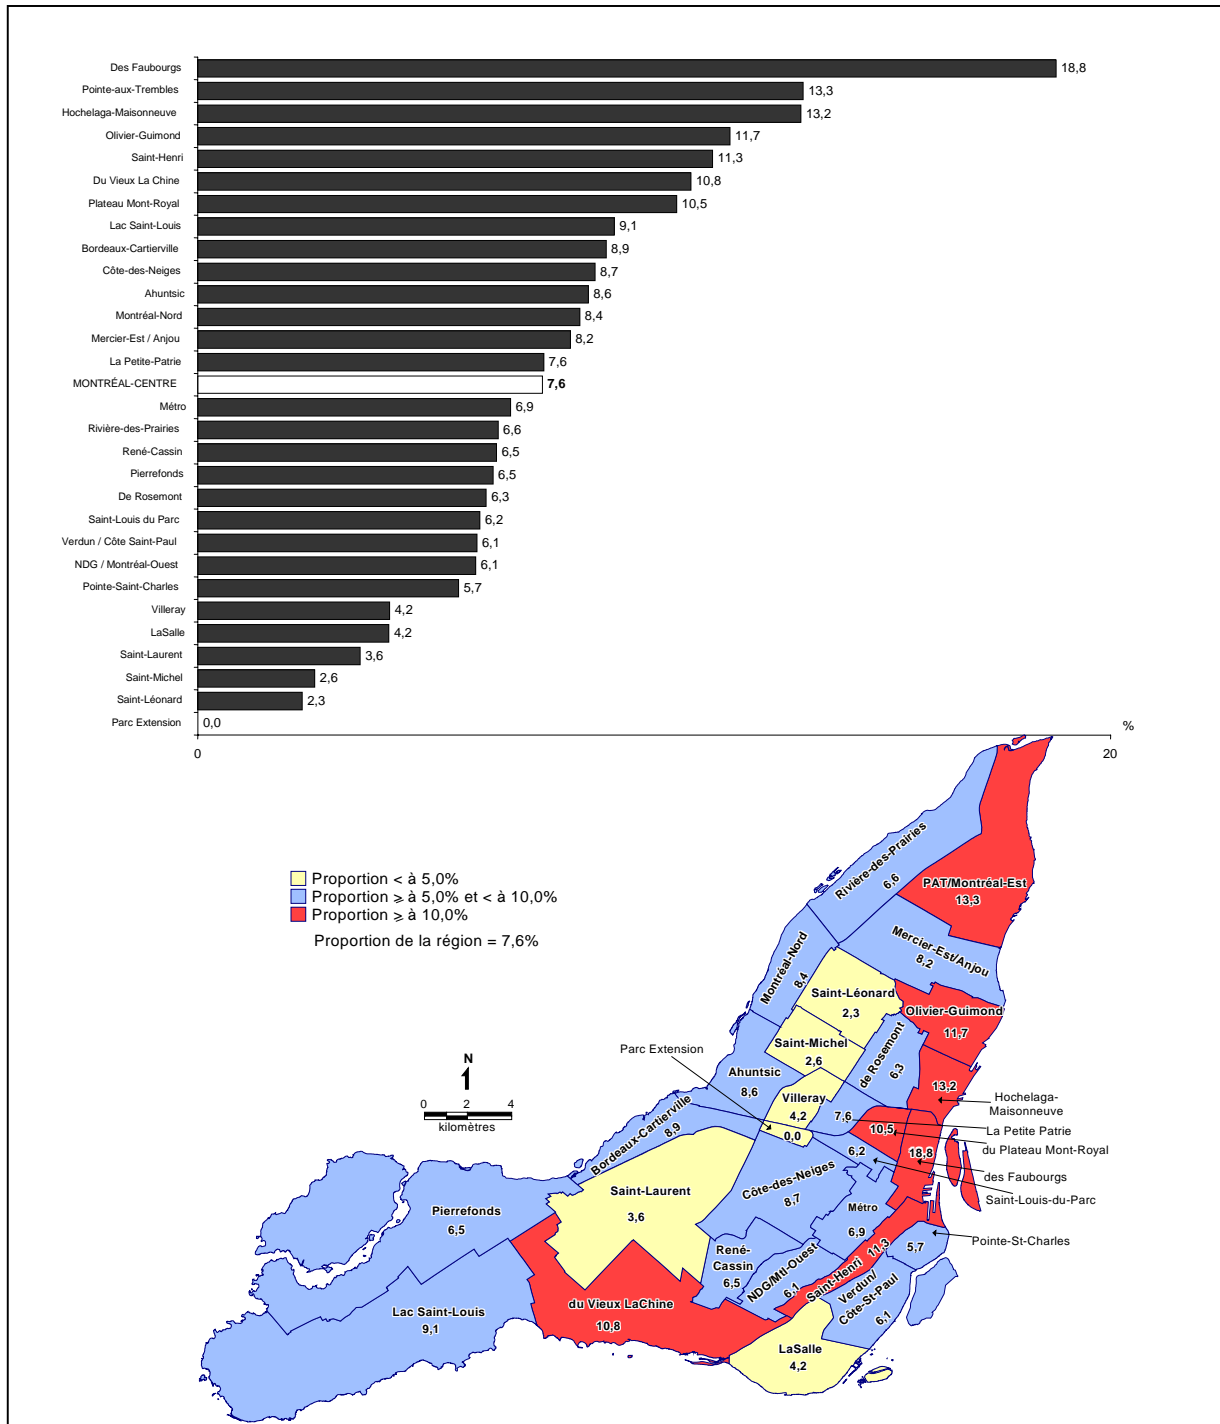 Des Faubourgs 18,8
Pointe-aux-Trembles 13,3
Hochelaga-Maisonneuve 13,2
Olivier-Guimond 11,7
Saint-Henri 11,3
Du Vieux La Chine 10,8
Plateau Mont-Royal 10,5
Lac Saint-Louis 9,1
Bordeaux-Cartierville 8,9
Côte-des-Neiges 8,7
Ahuntsic 8,6
Montréal-Nord 8,4
Mercier-Est / Anjou 8,2
La Petite-Patrie 7,6
MONTRÉAL-CENTRE 7,6
Métro 6,9
Rivière-des-Prairies 6,6
René-Cassin 6,5
Pierrefonds 6,5
De Rosemont 6,3
Saint-Louis du Parc 6,2
Verdun / Côte Saint-Paul 6,1
NDG / Montréal-Ouest 6,1
Pointe-Saint-Charles 5,7
Villeray 4,2
LaSalle 4,2
Saint-Laurent 3,6
Saint-Michel 2,6
Saint-Léonard 2,3
Parc Extension 0,0
%
0 20
Proportion < à 5,0%
Proportion ⩾ à 5,0% et < à 10,0%
Proportion ⩾ à 10,0%
Proportion de la région = 7,6%
Rivière-des-Prairies
6,6
PAT/Montréal-Est
13,3
Mercier-Est/Anjou
8,2
Montréal-Nord
8,4
Saint-Léonard
2,3
Olivier-Guimond
11,7
Saint-Michel
2,6
de Rosemont
6,3
Parc Extension
Ahuntsic
8,6
Villeray
4,2
0,0
13,2
Hochelaga-
Maisonneuve
7,6
La Petite Patrie
10,5
du Plateau Mont-Royal
18,8
des Faubourgs
6,2
Saint-Louis-du-Parc
N
0 2 4
kilomètres
Bordeaux-Cartierville
8,9
Côte-des-Neiges
8,7
Saint-Laurent
3,6
Métro
6,9
Pierrefonds
6,5
5,7
Pointe-St-Charles
René-
Cassin
6,5
NDG/Mtl-Ouest
6,1
Saint-Henri
11,3
Verdun/
Côte-St-Paul
6,1
Lac Saint-Louis
9,1
du Vieux LaChine
10,8
LaSalle
4,2